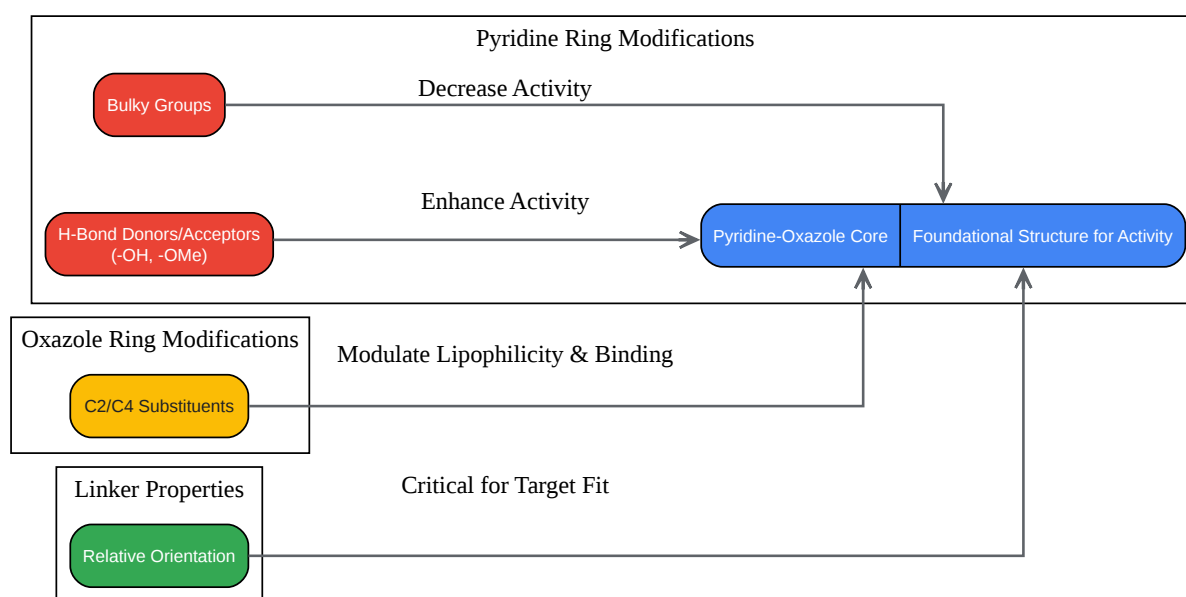 Pyridine Ring Modifications
Bulky Groups
Decrease Activity
Enhance Activity
H-Bond Donors/Acceptors
(-OH, -OMe)
Pyridine-Oxazole Core
Foundational Structure for Activity
Oxazole Ring Modifications
Modulate Lipophilicity & Binding
C2/C4 Substituents
Linker Properties
Critical for Target Fit
Relative Orientation